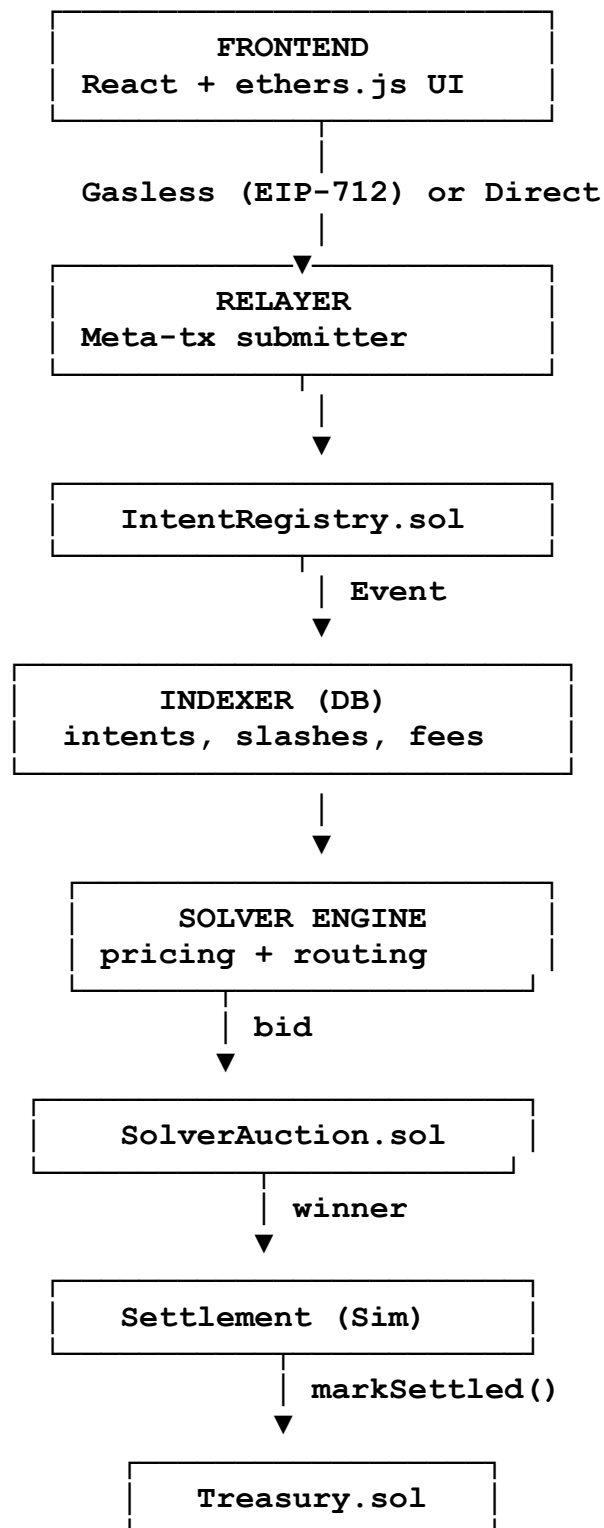 FRONTEND
React + ethers.js UI
Gasless (EIP-712) or Direct
RELAYER
Meta-tx submitter
IntentRegistry.sol
Event
INDEXER (DB)
intents, slashes, fees
SOLVER ENGINE
pricing + routing
bid
SolverAuction.sol
winner
Settlement (Sim)
markSettled()
Treasury.sol